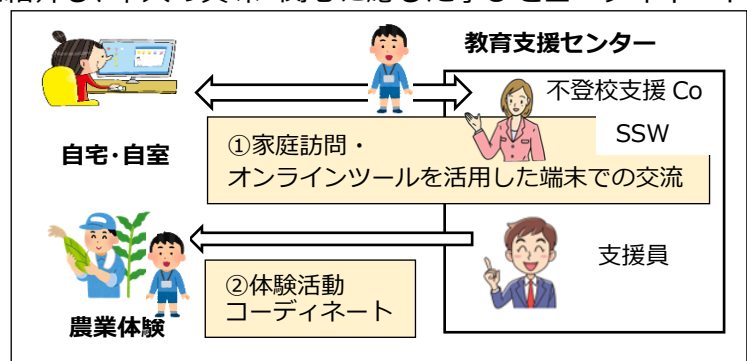 教育支援センター
不登校支援 Co
SSW
自宅・自室
①家庭訪問・
オンラインツールを活用した端末での交流
支援員
②体験活動
コーディネート
農業体験